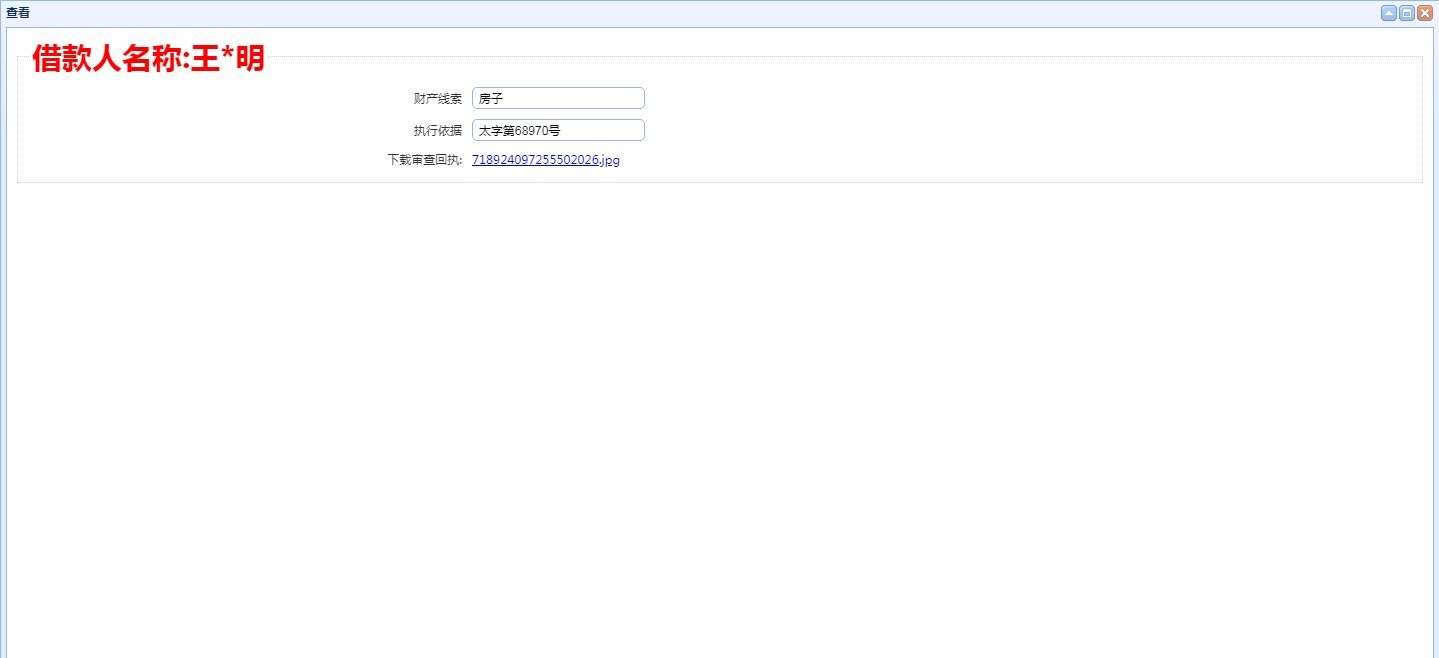 查看
借款人名称:王*明
财产线索 房子
执行依据 太字第68970号
下载审查回执: 718924097255502026.jpg